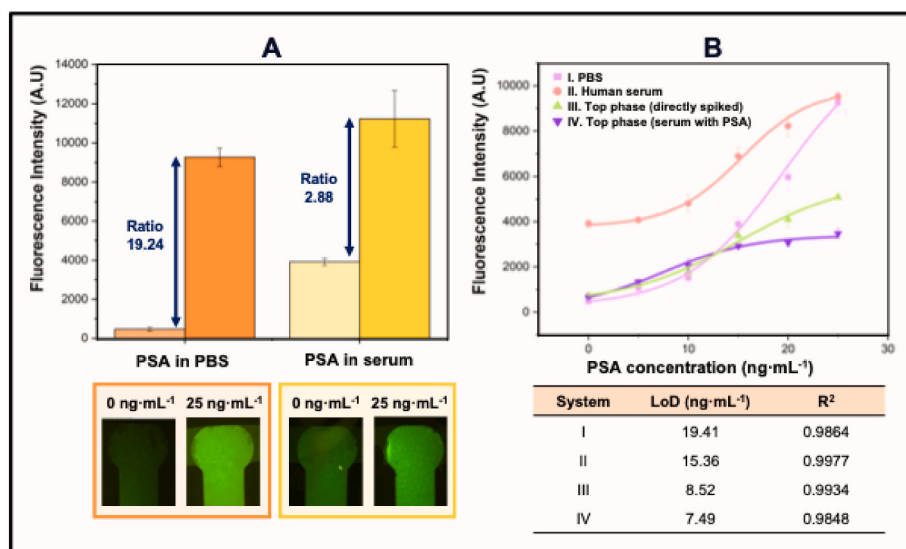 A
Fluorescence Intensity (A.U)
14000
12000
10000
8000
6000
4000
2000
0
Ratio
19.24
Ratio
2.88
PSA in PBS
PSA in serum
0 ng·mL-1
25 ng·mL-1
0 ng·mL-1
25 ng·mL-1
B
Fluorescence Intensity (A.U)
10000
8000
6000
4000
2000
0
I. PBS
II. Human serum
III. Top phase (directly spiked)
IV. Top phase (serum with PSA)
0
10
20
30
PSA concentration (ng·mL-1)
System LoD (ng·mL-1) R2
I 19.41 0.9864
II 15.36 0.9977
III 8.52 0.9934
IV 7.49 0.9848